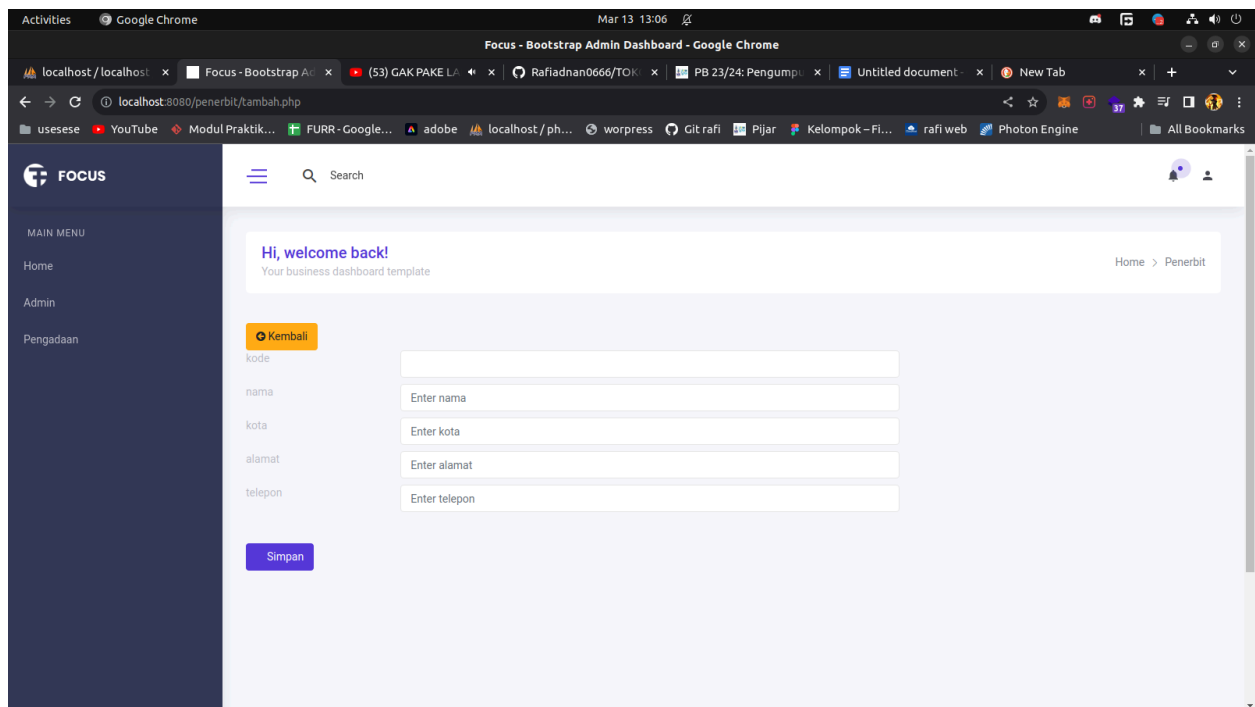 Activities Google Chrome Mar 13 13:06
Focus - Bootstrap Admin Dashboard - Google Chrome
localhost / localhost Focus - Bootstrap Ad (53) GAK PAKE LA Rafiadnan0666/TOK PB 23/24: Pengumpu Untitled document - New Tab
localhost:8080/penerbit/tambah.php 37
usesese YouTube Modul Praktik... FURR - Google... adobe localhost / ph... worpress Git rafi Pijar Kelompok – Fi... rafi web Photon Engine All Bookmarks
FOCUS Search
MAIN MENU
Home
Admin
Pengadaan
Hi, welcome back!
Your business dashboard template
Home > Penerbit
Kembali
kode
nama Enter nama
kota Enter kota
alamat Enter alamat
telepon Enter telepon
Simpan